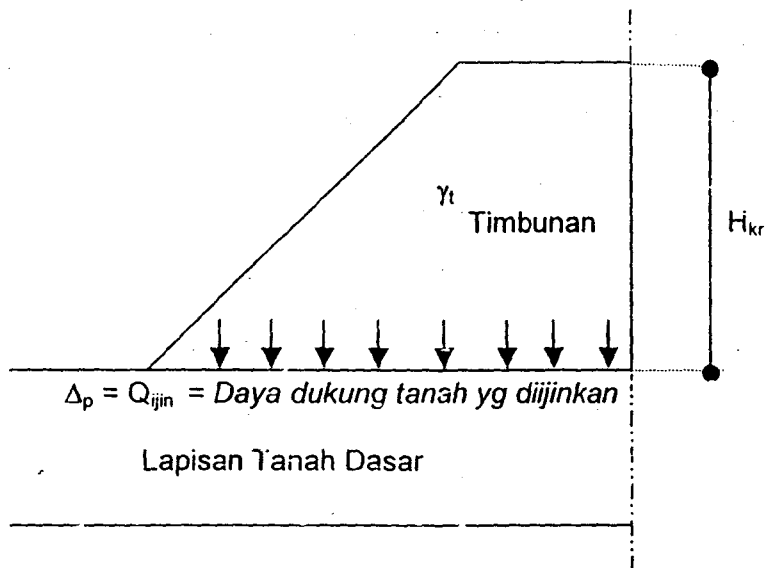 γt
Timbunan
Hkr
Δp = Qijin = Daya dukung tanah yg diijinkan
Lapisan Tanah Dasar